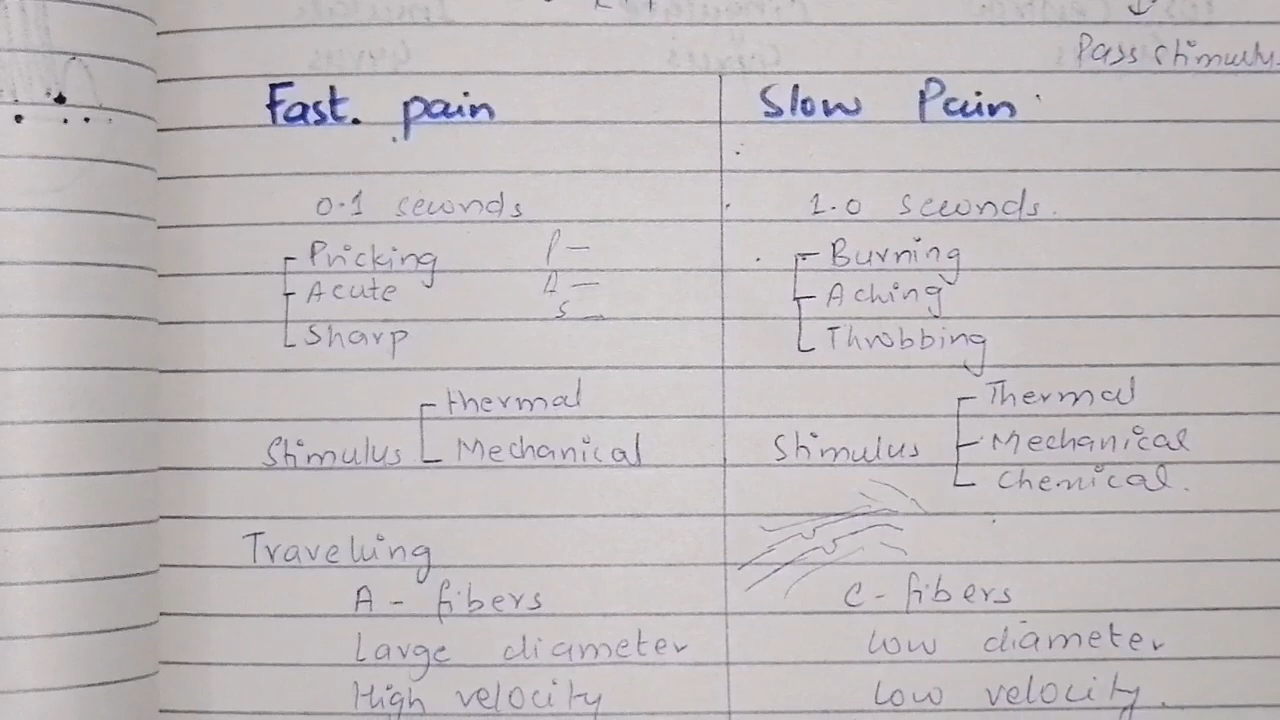 Pass stimulus
Fast. pain
Slow Pain
0.1 seconds
1.0 seconds.
Pricking
P-
Burning
Acute
A-
Aching
Sharp
S-
Throbbing
Stimulus
thermal
Mechanical
Stimulus
Thermal
Mechanical
Chemical.
Traveling
A - fibers
C - fibers
Large diameter
Low diameter
High velocity
Low velocity.